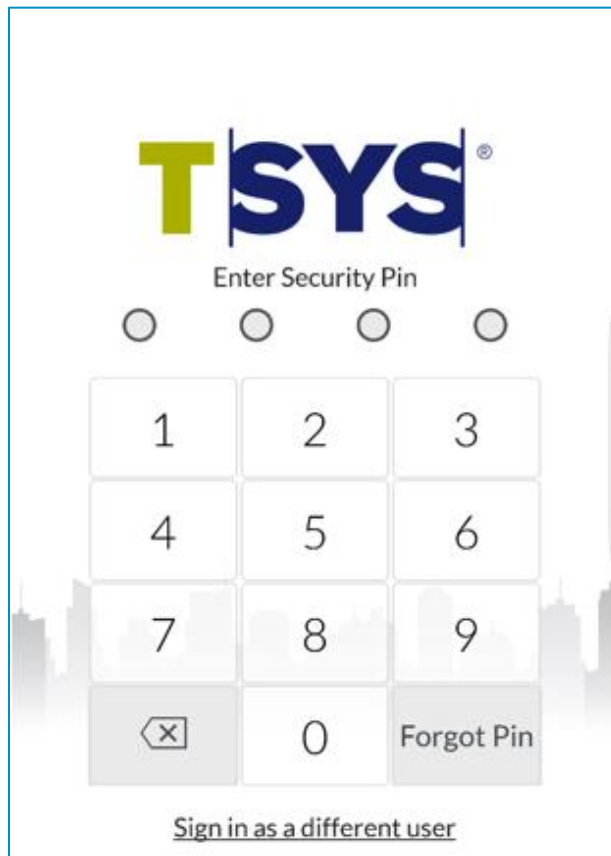 TSYS®
Enter Security Pin
1 2 3
4 5 6
7 8 9
0 Forgot Pin
Sign in as a different user